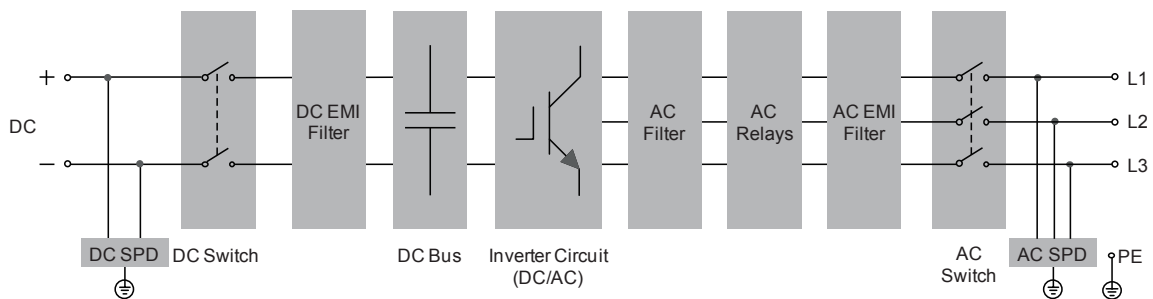 +
DC
−
DC EMI
Filter
AC
Filter
AC
Relays
AC EMI
Filter
L1
L2
L3
DC SPD
DC Switch
DC Bus
Inverter Circuit
(DC/AC)
AC
Switch
AC SPD
PE